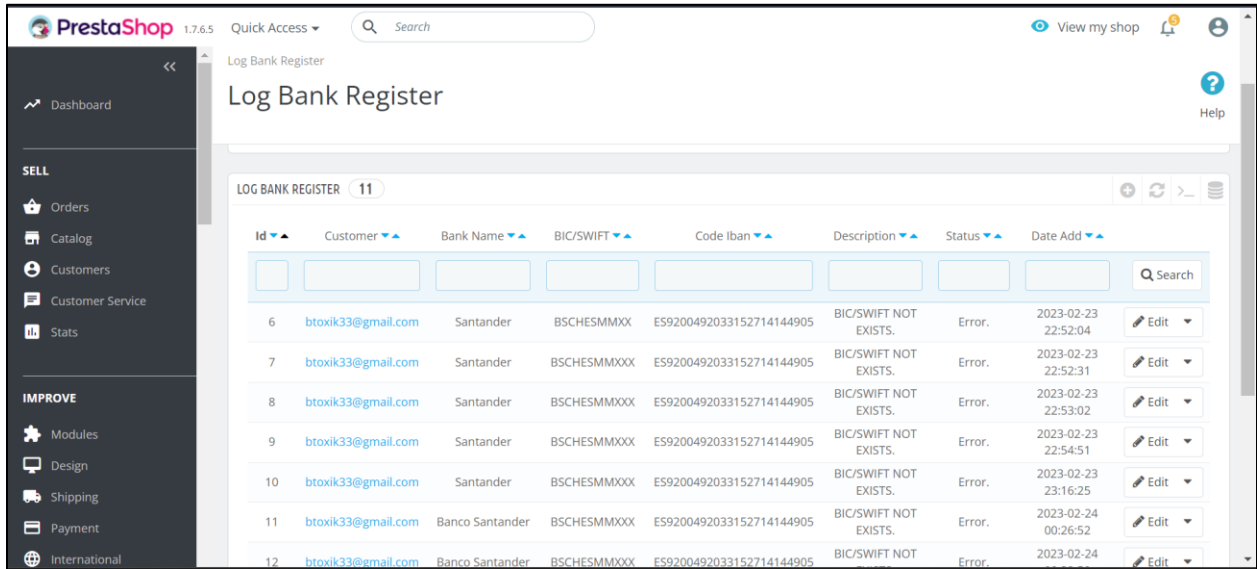 PrestaShop 1.7.6.5 Quick Access Search View my shop 5
Log Bank Register
Log Bank Register
Help
Dashboard
SELL
Orders
Catalog
Customers
Customer Service
Stats
IMPROVE
Modules
Design
Shipping
Payment
International
LOG BANK REGISTER 11
Id Customer Bank Name BIC/SWIFT Code Iban Description Status Date Add
Search
6 btoxik33@gmail.com Santander BSCHESMMXX ES9200492033152714144905 BIC/SWIFT NOT EXISTS. Error. 2023-02-23 22:52:04 Edit
7 btoxik33@gmail.com Santander BSCHESMMXXX ES9200492033152714144905 BIC/SWIFT NOT EXISTS. Error. 2023-02-23 22:52:31 Edit
8 btoxik33@gmail.com Santander BSCHESMMXXX ES9200492033152714144905 BIC/SWIFT NOT EXISTS. Error. 2023-02-23 22:53:02 Edit
9 btoxik33@gmail.com Santander BSCHESMMXXX ES9200492033152714144905 BIC/SWIFT NOT EXISTS. Error. 2023-02-23 22:54:51 Edit
10 btoxik33@gmail.com Santander BSCHESMMXXX ES9200492033152714144905 BIC/SWIFT NOT EXISTS. Error. 2023-02-23 23:16:25 Edit
11 btoxik33@gmail.com Banco Santander BSCHESMMXXX ES9200492033152714144905 BIC/SWIFT NOT EXISTS. Error. 2023-02-24 00:26:52 Edit
12 btoxik33@gmail.com Banco Santander BSCHESMMXXX ES9200492033152714144905 BIC/SWIFT NOT Error. 2023-02-24 Edit